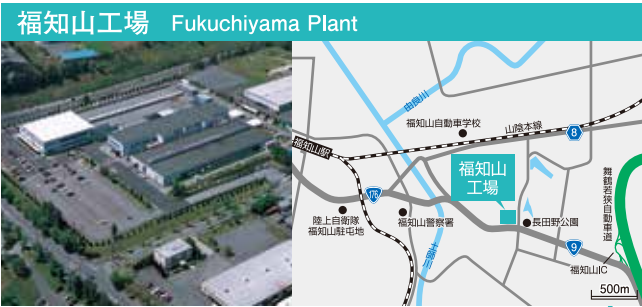 福知山工場 Fukuchiyama Plant
由良川
福知山自動車学校
山陰本線
8
福知山駅
福知山
工場
舞鶴若狭自動車道
176
陸上自衛隊
福知山駐屯地
福知山警察署
長田野公園
土師川
9
福知山IC
500m